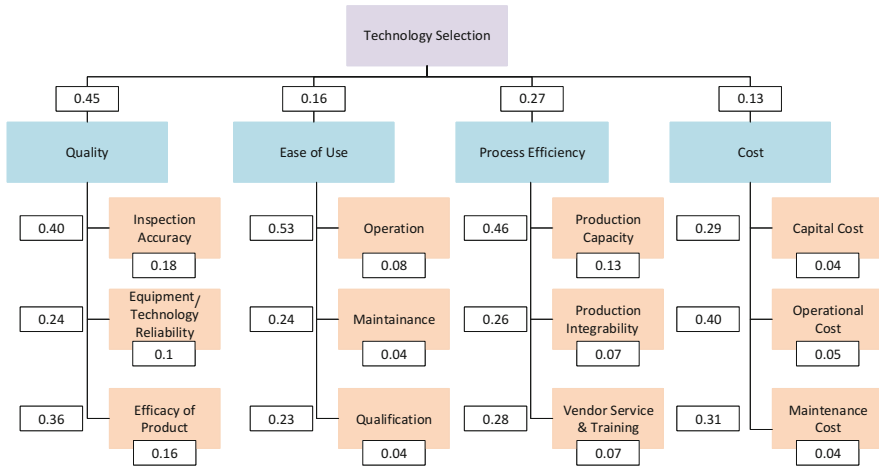 Technology Selection
0.45
0.16
0.27
0.13
Quality
Ease of Use
Process Efficiency
Cost
0.40
Inspection
Accuracy
0.18
0.53
Operation
0.08
0.46
Production
Capacity
0.13
0.29
Capital Cost
0.04
0.24
Equipment/
Technology
Reliability
0.1
0.24
Maintainance
0.04
0.26
Production
Integrability
0.07
0.40
Operational
Cost
0.05
0.36
Efficacy of
Product
0.16
0.23
Qualification
0.04
0.28
Vendor Service
& Training
0.07
0.31
Maintenance
Cost
0.04